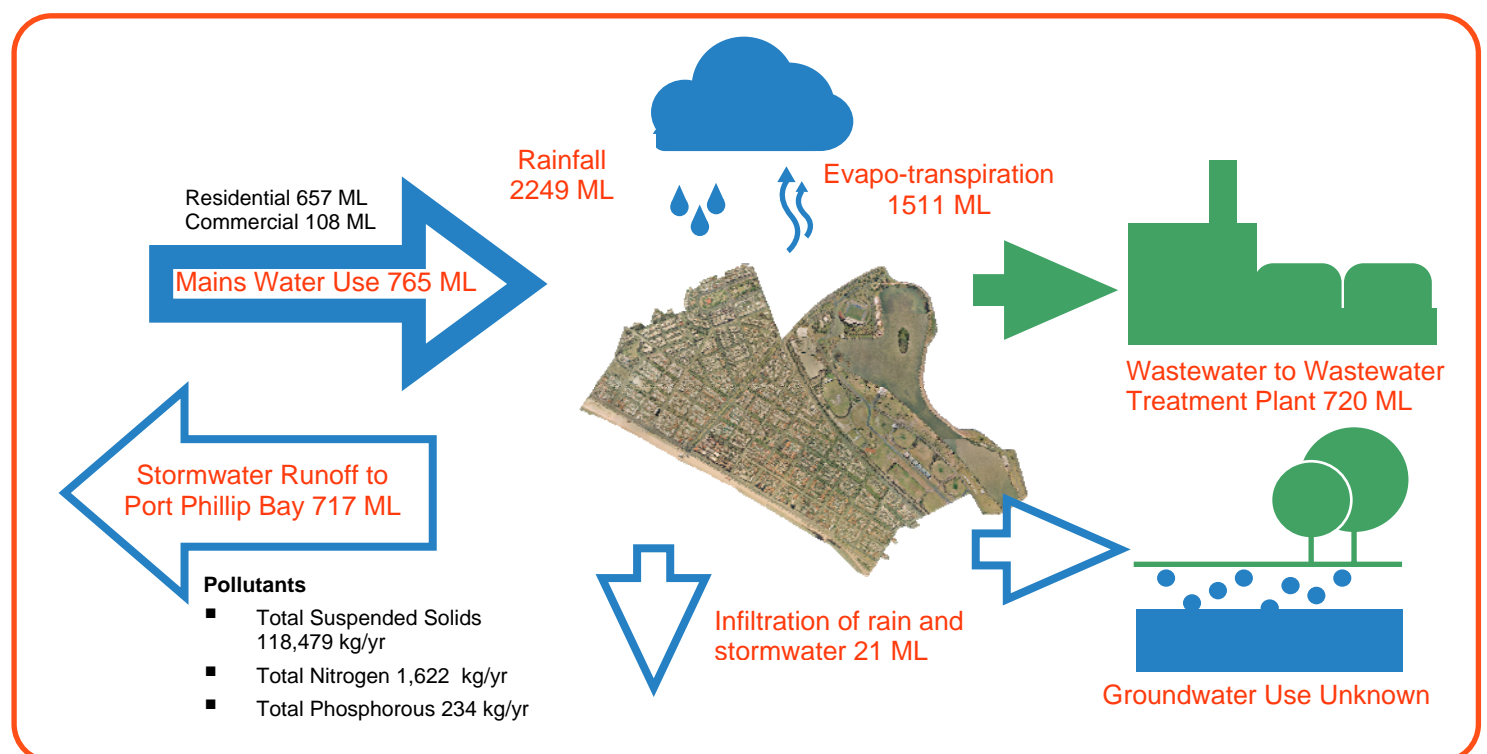 Rainfall
2249 ML
Evapo-transpiration
1511 ML
Residential 657 ML
Commercial 108 ML
Mains Water Use 765 ML
Wastewater to Wastewater
Treatment Plant 720 ML
Stormwater Runoff to
Port Phillip Bay 717 ML
Pollutants
▪ Total Suspended Solids
118,479 kg/yr
▪ Total Nitrogen 1,622 kg/yr
▪ Total Phosphorous 234 kg/yr
Infiltration of rain and
stormwater 21 ML
Groundwater Use Unknown